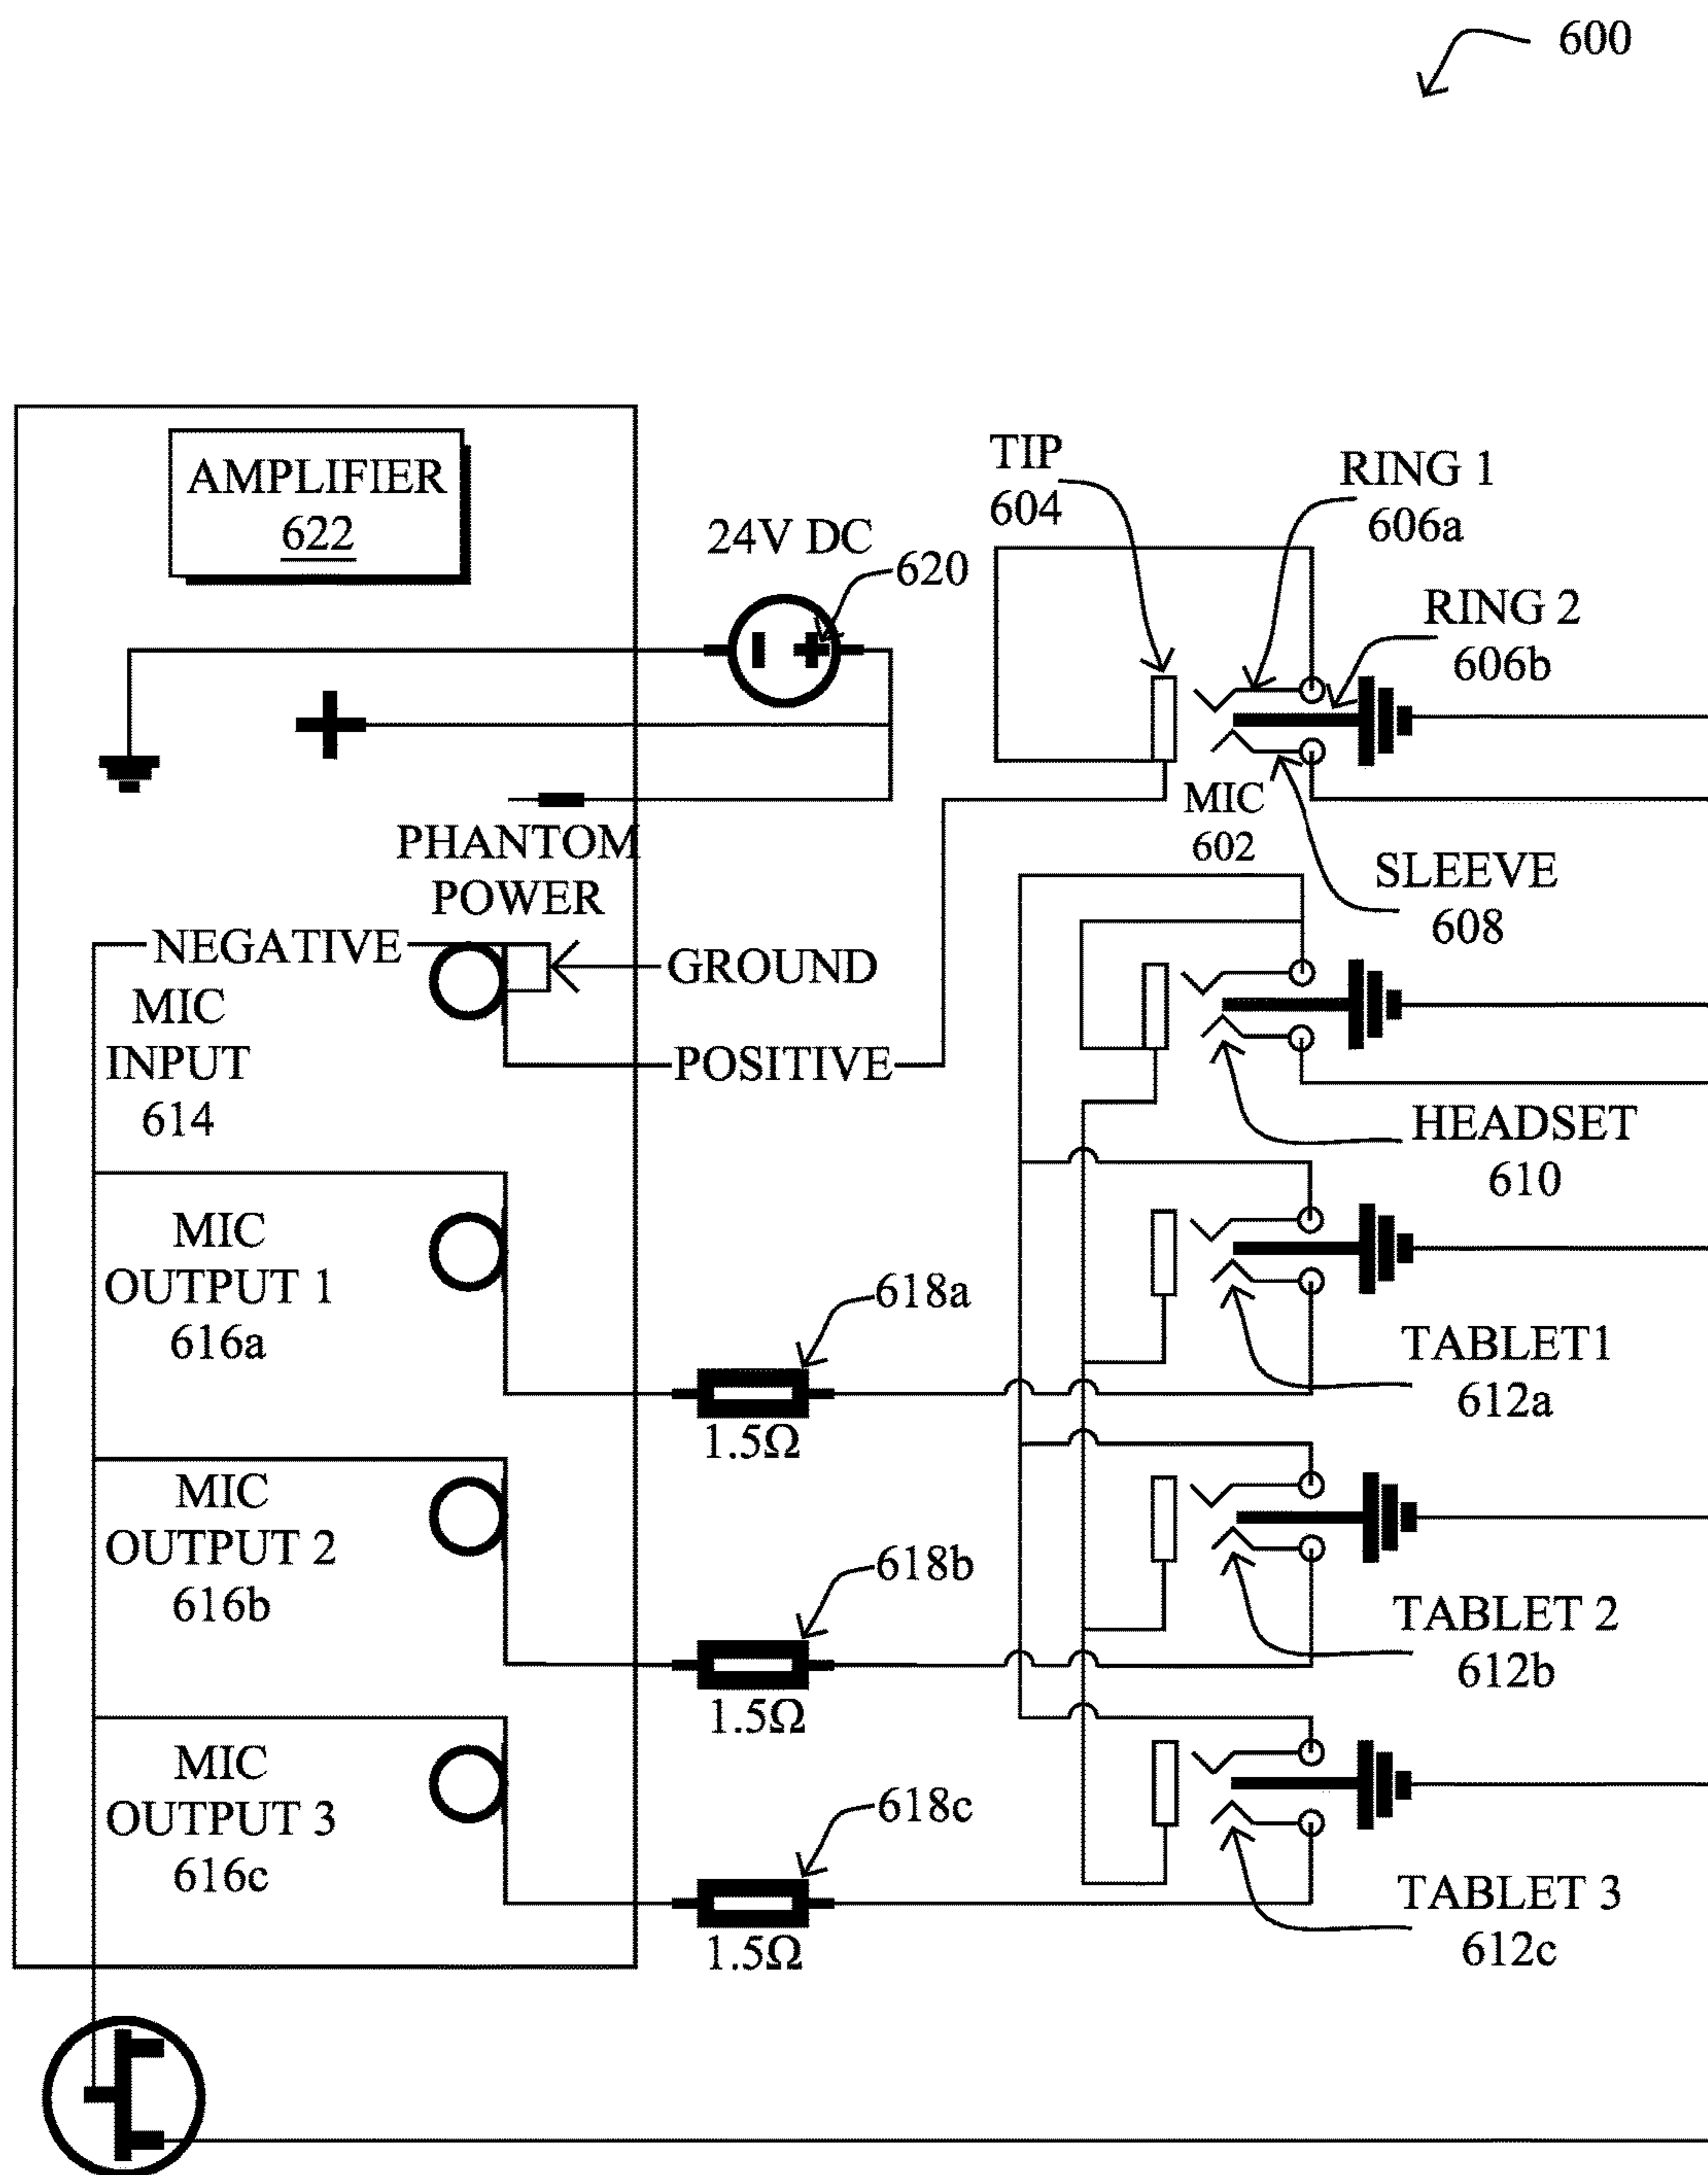 600
AMPLIFIER
622
24V DC
620
TIP
604
RING 1
606a
RING 2
606b
MIC
602
SLEEVE
608
PHANTOM
POWER
NEGATIVE
GROUND
MIC
INPUT
614
POSITIVE
HEADSET
610
MIC
OUTPUT 1
616a
618a
1.5Ω
TABLET1
612a
MIC
OUTPUT 2
616b
618b
1.5Ω
TABLET 2
612b
MIC
OUTPUT 3
616c
618c
1.5Ω
TABLET 3
612c